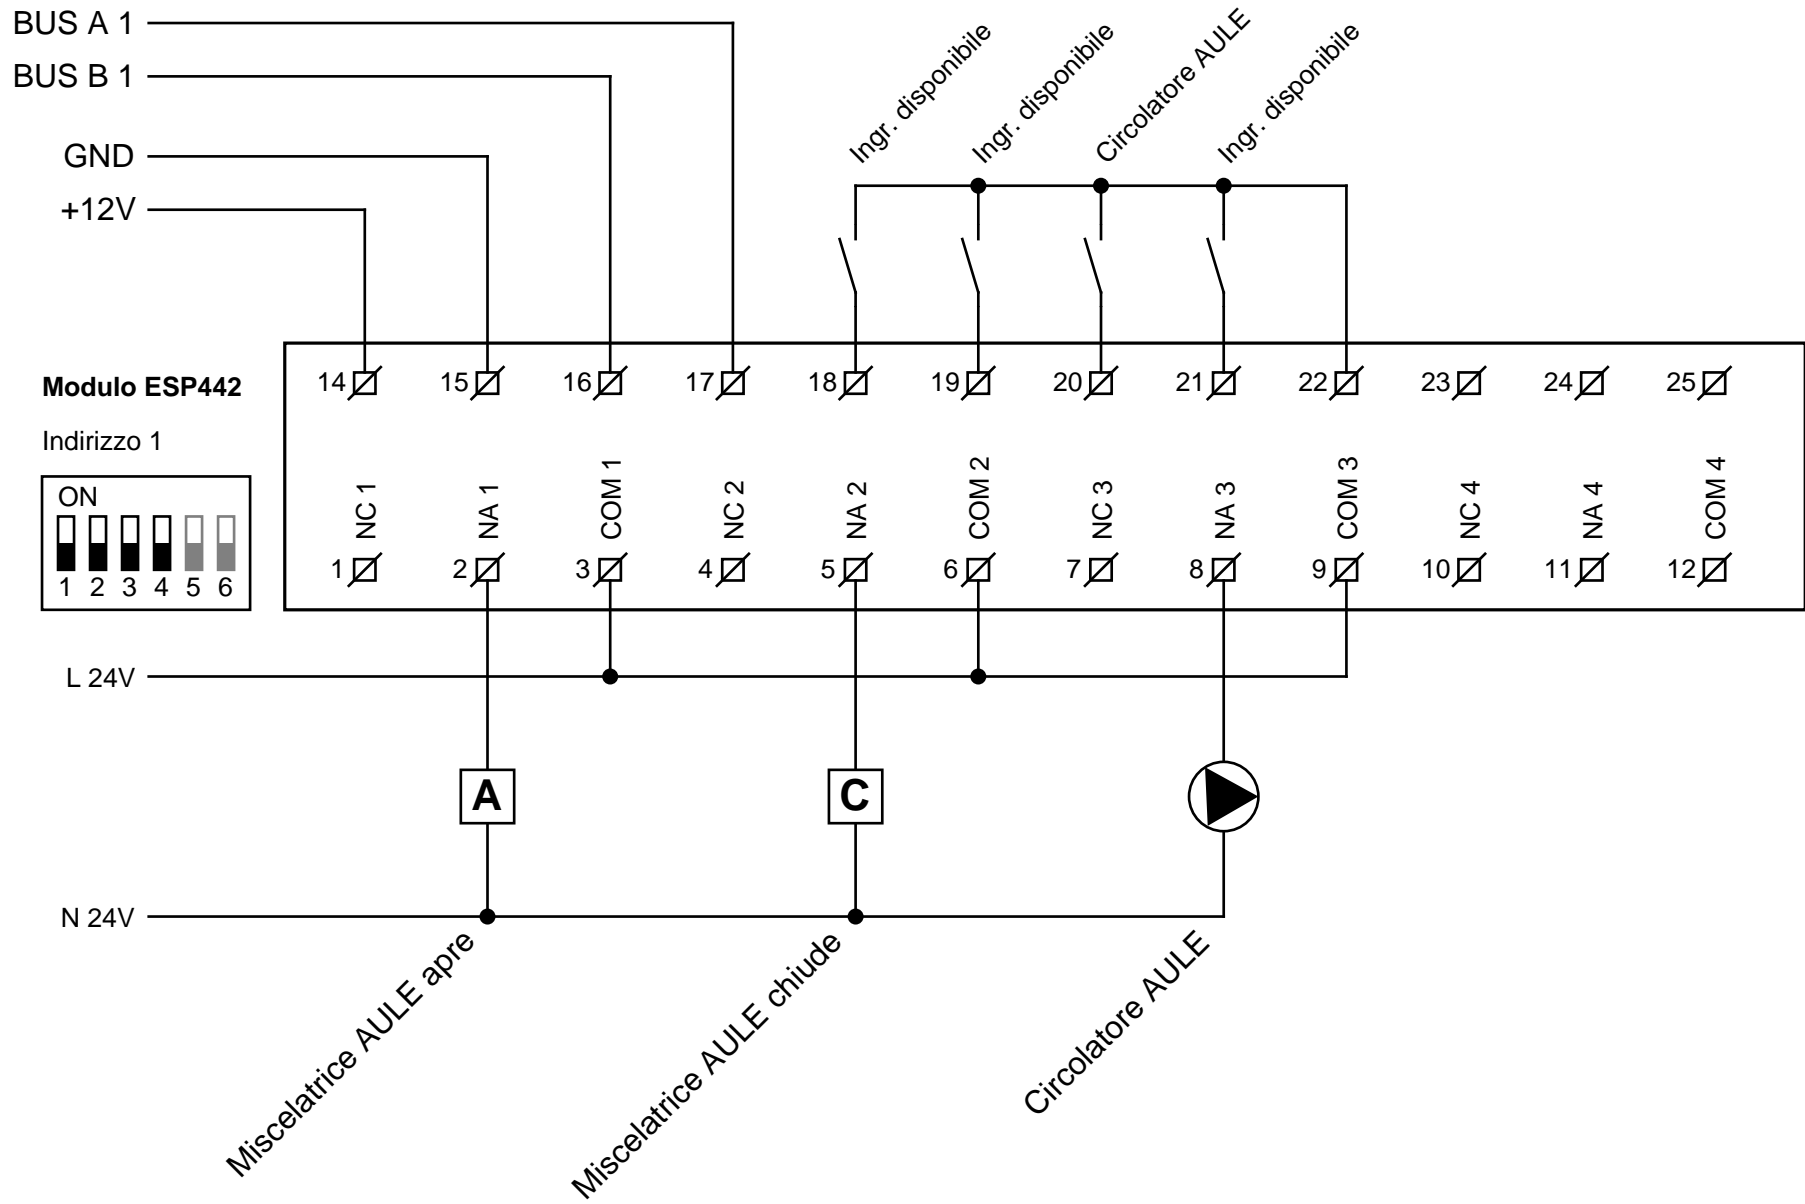 BUS A 1
BUS B 1
GND
+12V
Ingr. disponibile
Ingr. disponibile
Circolatore AULE
Ingr. disponibile
Modulo ESP442
Indirizzo 1
ON
1 2 3 4 5 6
14 15 16 17 18 19 20 21 22 23 24 25
NC 1 NA 1 COM 1 NC 2 NA 2 COM 2 NC 3 NA 3 COM 3 NC 4 NA 4 COM 4
1 2 3 4 5 6 7 8 9 10 11 12
L 24V
A C
N 24V
Miscelatrice AULE apre
Miscelatrice AULE chiude
Circolatore AULE